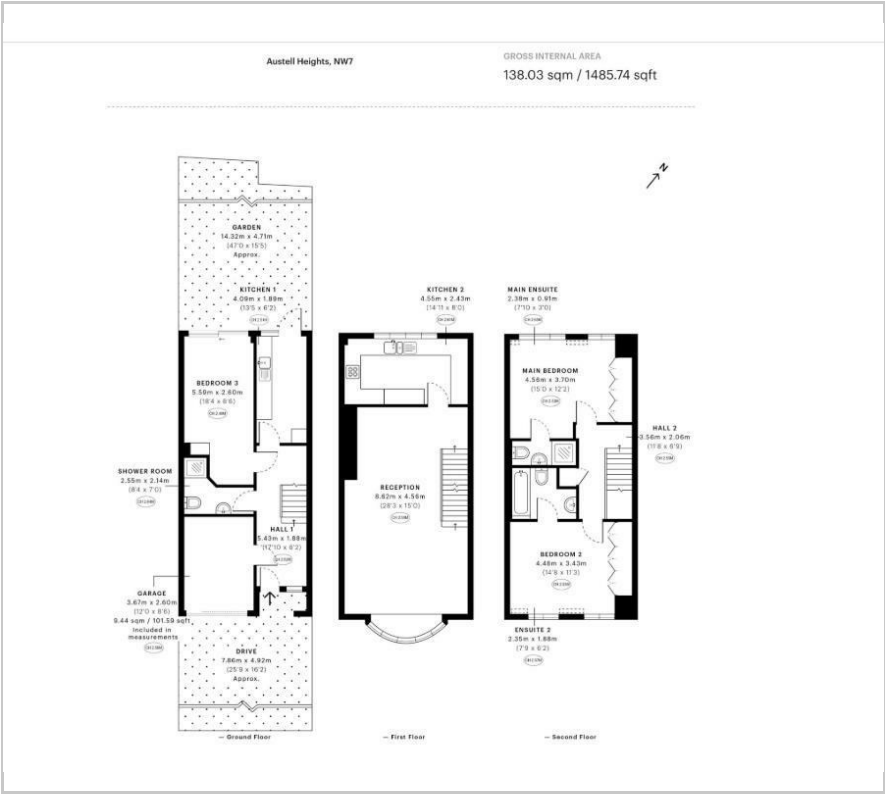 Austell Heights, NW7
GROSS INTERNAL AREA
138.03 sqm / 1485.74 sqft
N
GARDEN
14.32m x 4.71m
(47'0 x 15'5)
Approx.
KITCHEN 1
4.09m x 1.89m
(13'5 x 6'2)
BEDROOM 3
5.59m x 2.60m
(18'4 x 8'6)
SHOWER ROOM
2.55m x 2.14m
(8'4 x 7'0)
HALL 1
5.43m x 1.88m
(17'10 x 6'2)
GARAGE
3.67m x 2.60m
(12'0 x 8'6)
9.44 sqm / 101.59 sqft
Included in
measurements
DRIVE
7.86m x 4.92m
(25'9 x 16'2)
Approx.
— Ground Floor
KITCHEN 2
4.55m x 2.43m
(14'11 x 8'0)
RECEPTION
8.62m x 4.56m
(28'3 x 15'0)
— First Floor
MAIN ENSUITE
2.38m x 0.91m
(7'10 x 3'0)
MAIN BEDROOM
4.56m x 3.70m
(15'0 x 12'2)
HALL 2
3.56m x 2.06m
(11'8 x 6'9)
BEDROOM 2
4.48m x 3.43m
(14'8 x 11'3)
ENSUITE 2
2.35m x 1.88m
(7'9 x 6'2)
— Second Floor